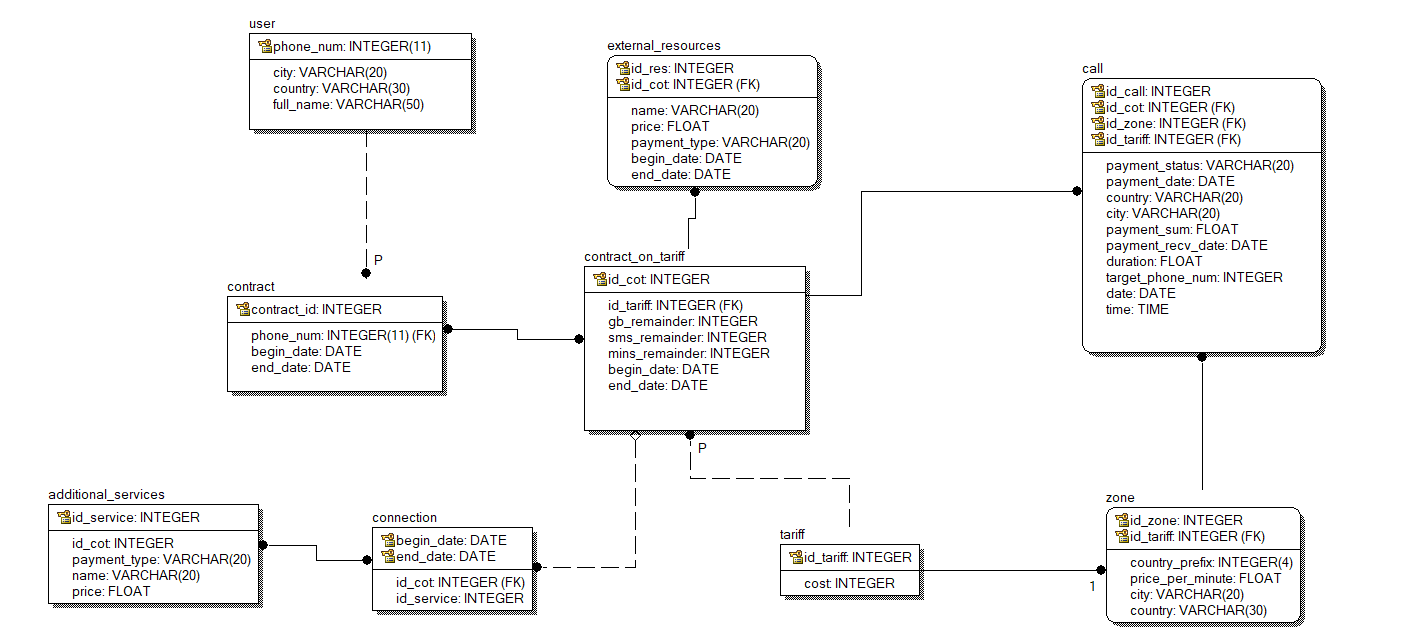 user
phone_num: INTEGER(11)
city: VARCHAR(20)
country: VARCHAR(30)
full_name: VARCHAR(50)
P
external_resources
id_res: INTEGER
id_cot: INTEGER (FK)
name: VARCHAR(20)
price: FLOAT
payment_type: VARCHAR(20)
begin_date: DATE
end_date: DATE
call
id_call: INTEGER
id_cot: INTEGER (FK)
id_zone: INTEGER (FK)
id_tariff: INTEGER (FK)
payment_status: VARCHAR(20)
payment_date: DATE
country: VARCHAR(20)
city: VARCHAR(20)
payment_sum: FLOAT
payment_recv_date: DATE
duration: FLOAT
target_phone_num: INTEGER
date: DATE
time: TIME
contract
contract_id: INTEGER
phone_num: INTEGER(11) (FK)
begin_date: DATE
end_date: DATE
contract_on_tariff
id_cot: INTEGER
id_tariff: INTEGER (FK)
gb_remainder: INTEGER
sms_remainder: INTEGER
mins_remainder: INTEGER
begin_date: DATE
end_date: DATE
P
additional_services
id_service: INTEGER
id_cot: INTEGER
payment_type: VARCHAR(20)
name: VARCHAR(20)
price: FLOAT
connection
begin_date: DATE
end_date: DATE
id_cot: INTEGER (FK)
id_service: INTEGER
tariff
id_tariff: INTEGER
cost: INTEGER
1
zone
id_zone: INTEGER
id_tariff: INTEGER (FK)
country_prefix: INTEGER(4)
price_per_minute: FLOAT
city: VARCHAR(20)
country: VARCHAR(30)